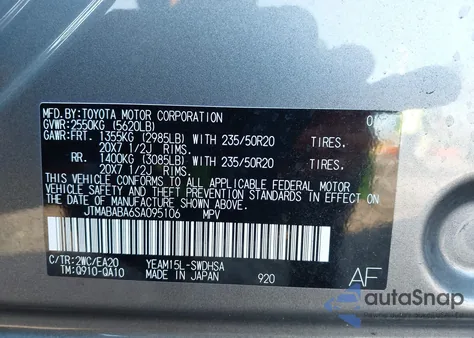 MFD.BY:TOYOTA MOTOR CORPORATION
GVWR:2550KG (5620LB)
GAWR:FRT. 1355KG (2985LB) WITH 235/50R20 TIRES.
20X7 1/2J RIMS.
RR. 1400KG (3085LB) WITH 235/50R20 TIRES.
20X7 1/2J RIMS.
THIS VEHICLE CONFORMS TO ALL APPLICABLE FEDERAL MOTOR
VEHICLE SAFETY AND THEFT PREVENTION STANDARDS IN EFFECT ON
THE DATE OF MANUFACTURE SHOWN ABOVE.
JTMABABA6SA095106 MPV
C/TR:2WC/EA20 YEAM15L-SWDHSA
TM:Q910-QA10 MADE IN JAPAN 920 AF
autoSnap